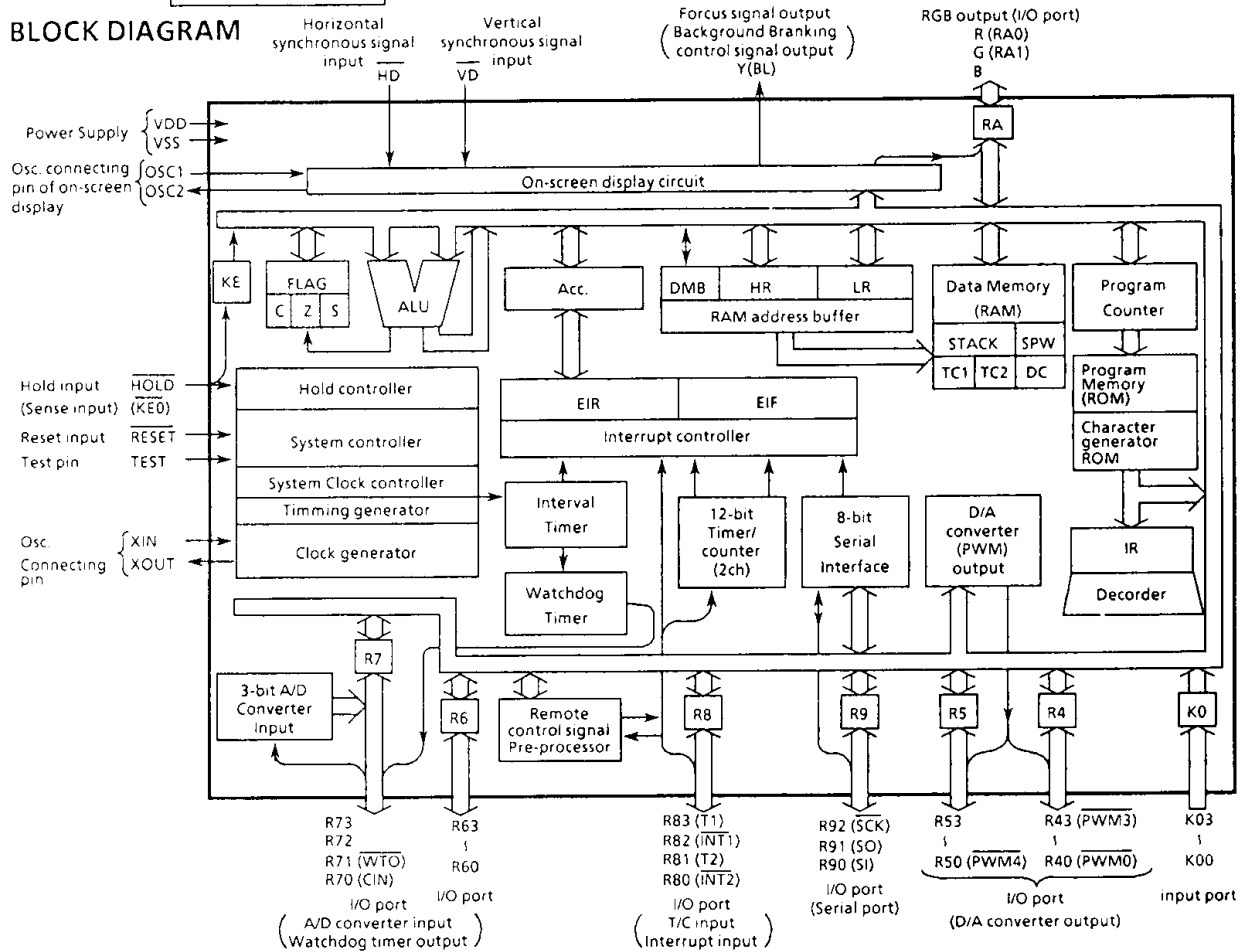 BLOCK DIAGRAM
Horizontal
synchronous signal
input HD
Vertical
synchronous signal
input
VD
Forcus signal output
(Background Branking
control signal output)
Y(BL)
RGB output (I/O port)
R (RA0)
G (RA1)
B
Power Supply
VDD
VSS
RA
Osc. connecting
pin of on-screen
display
OSC1
OSC2
On-screen display circuit
KE
FLAG
C Z S
ALU
Acc.
DMB HR LR
RAM address buffer
Data Memory
(RAM)
STACK SPW
TC1 TC2 DC
Program
Counter
Program
Memory
(ROM)
Character
generator
ROM
Hold input HOLD
(Sense input) (KE0)
Reset input RESET
Test pin TEST
Hold controller
System controller
System Clock controller
Timming generator
Clock generator
EIR EIF
Interrupt controller
Osc.
Connecting
pin
XIN
XOUT
Interval
Timer
Watchdog
Timer
12-bit
Timer/
counter
(2ch)
8-bit
Serial
Interface
D/A
converter
(PWM)
output
IR
Decorder
R7
3-bit A/D
Converter
Input
R6
Remote
control signal
Pre-processor
R8
R9
R5
R4
K0
R73
R72
R71 (WTO)
R70 (CIN)
I/O port
(A/D converter input
Watchdog timer output)
R63
~
R60
I/O port
R83 (T1)
R82 (INT1)
R81 (T2)
R80 (INT2)
I/O port
(T/C input
Interrupt input)
R92 (SCK)
R91 (SO)
R90 (SI)
I/O port
(Serial port)
R53
~
R50 (PWM4)
R43 (PWM3)
~
R40 (PWM0)
I/O port
(D/A converter output)
K03
~
K00
input port